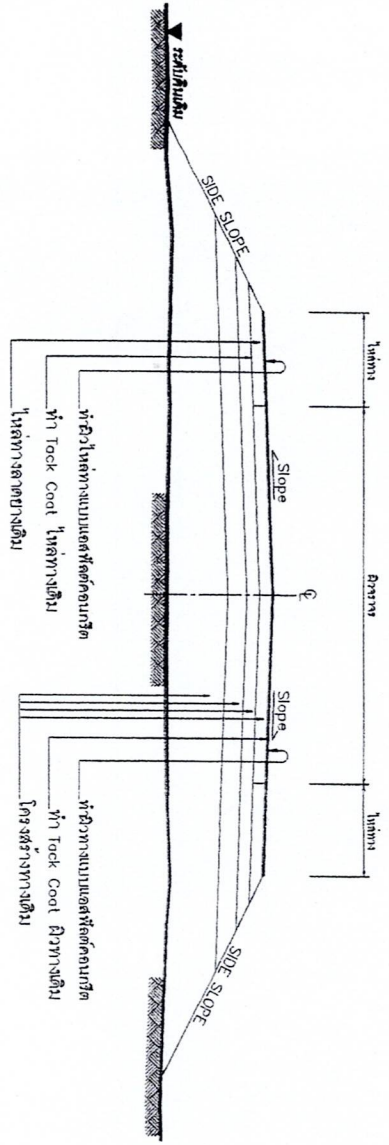 ไหล่ทาง
ผิวจราจร
ไหล่ทาง
Slope
Slope
℄
SIDE SLOPE
SIDE SLOPE
ระดับดินเดิม
ทำผิวไหล่ทางแบบแอสฟัลต์คอนกรีต
ทำ Tack Coat ไหล่ทางเดิม
ไหล่ทางลาดยางเดิม
ทำผิวทางแบบแอสฟัลต์คอนกรีต
ทำ Tack Coat ผิวทางเดิม
โครงสร้างทางเดิม